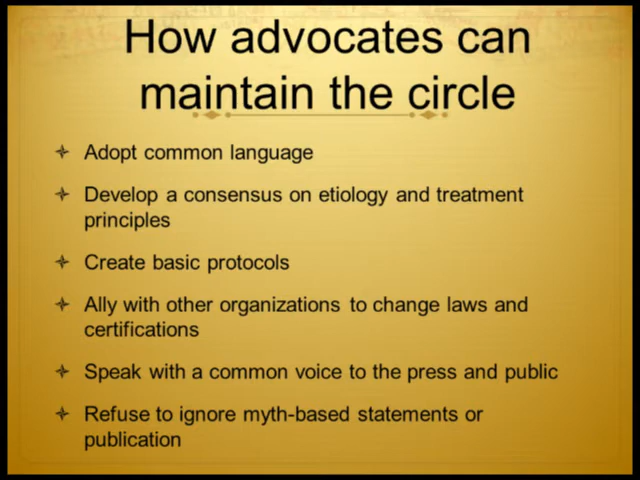 How advocates can
maintain the circle
Adopt common language
Develop a consensus on etiology and treatment
principles
Create basic protocols
Ally with other organizations to change laws and
certifications
Speak with a common voice to the press and public
Refuse to ignore myth-based statements or
publication